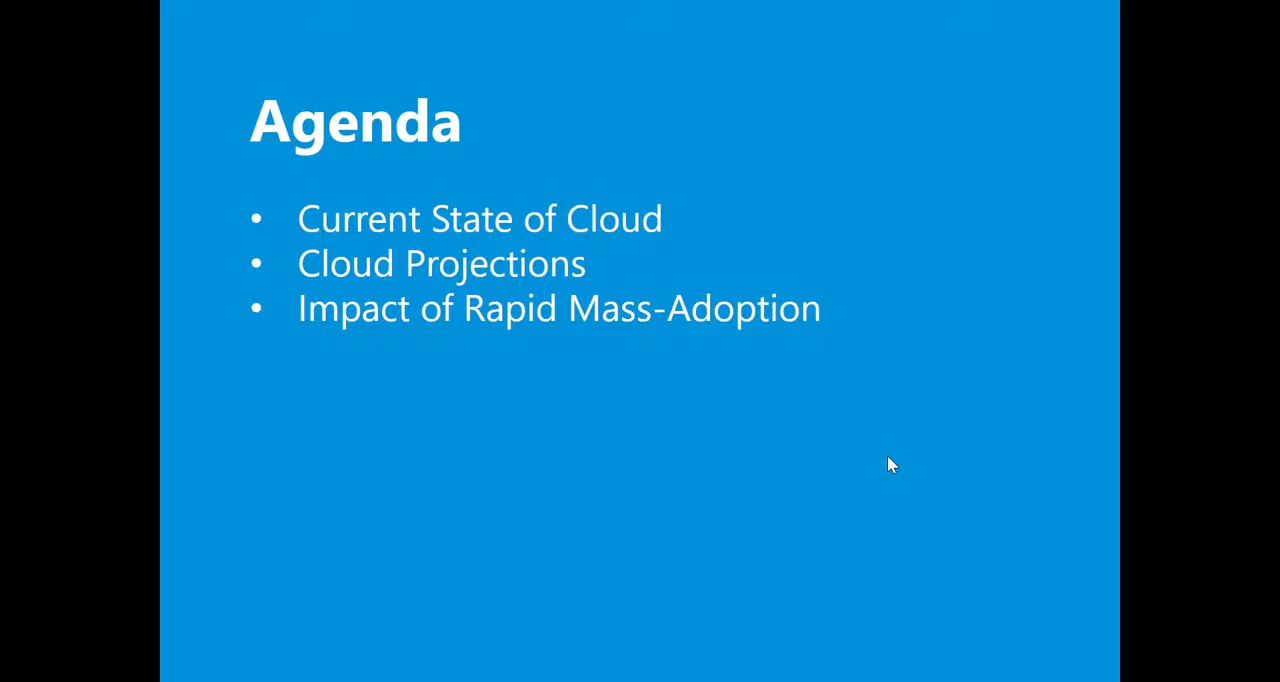 Agenda
• Current State of Cloud
• Cloud Projections
• Impact of Rapid Mass-Adoption